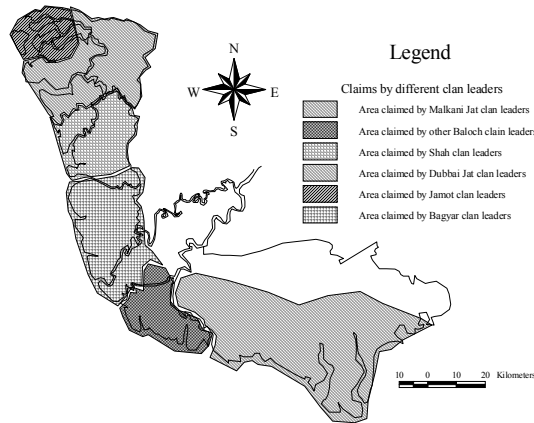 Legend
N
W E
S
Claims by different clan leaders
Area claimed by Malkani Jat clan leaders
Area claimed by other Baloch clain leaders
Area claimed by Shah clan leaders
Area claimed by Dubbai Jat clan leaders
Area claimed by Jamot clan leaders
Area claimed by Bagyar clan leaders
10 0 10 20 Kilometers